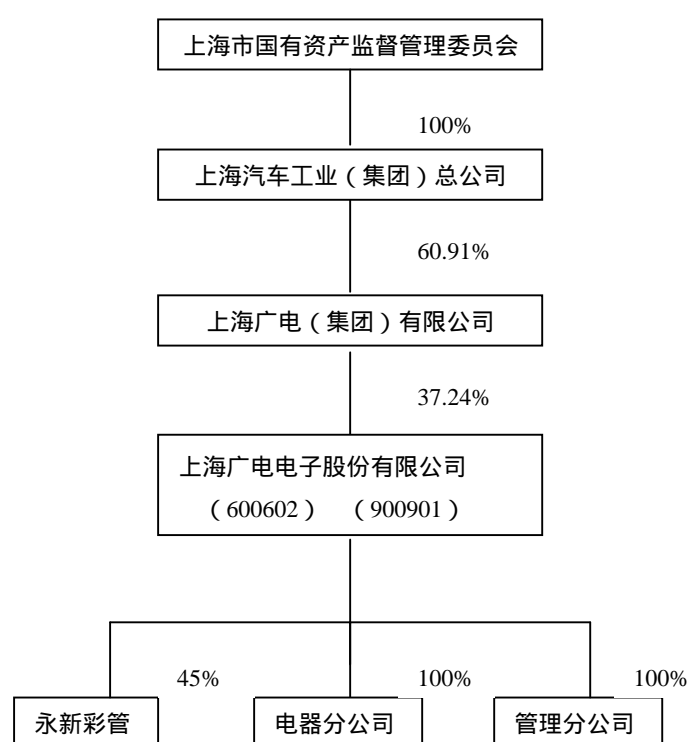 上海市国有资产监督管理委员会
100%
上海汽车工业（集团）总公司
60.91%
上海广电（集团）有限公司
37.24%
上海广电电子股份有限公司
（600602） （900901）
45% 100% 100%
永新彩管 电器分公司 管理分公司